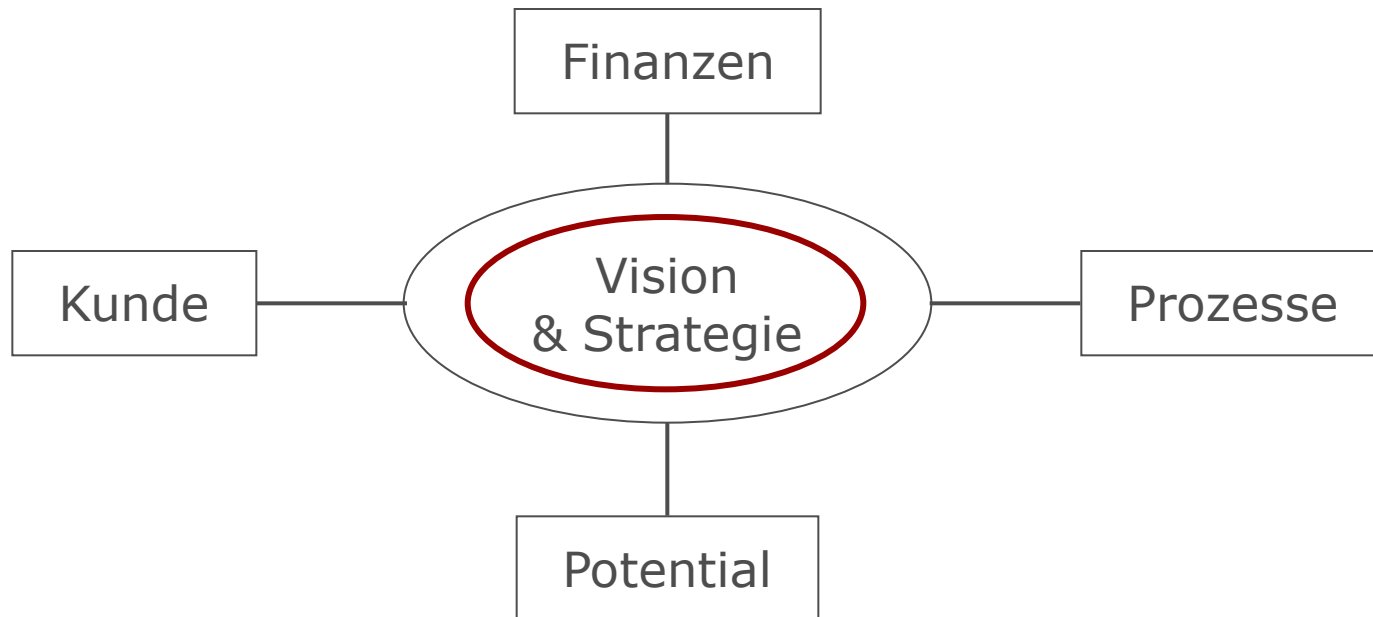 Finanzen
Kunde
Vision
& Strategie
Prozesse
Potential